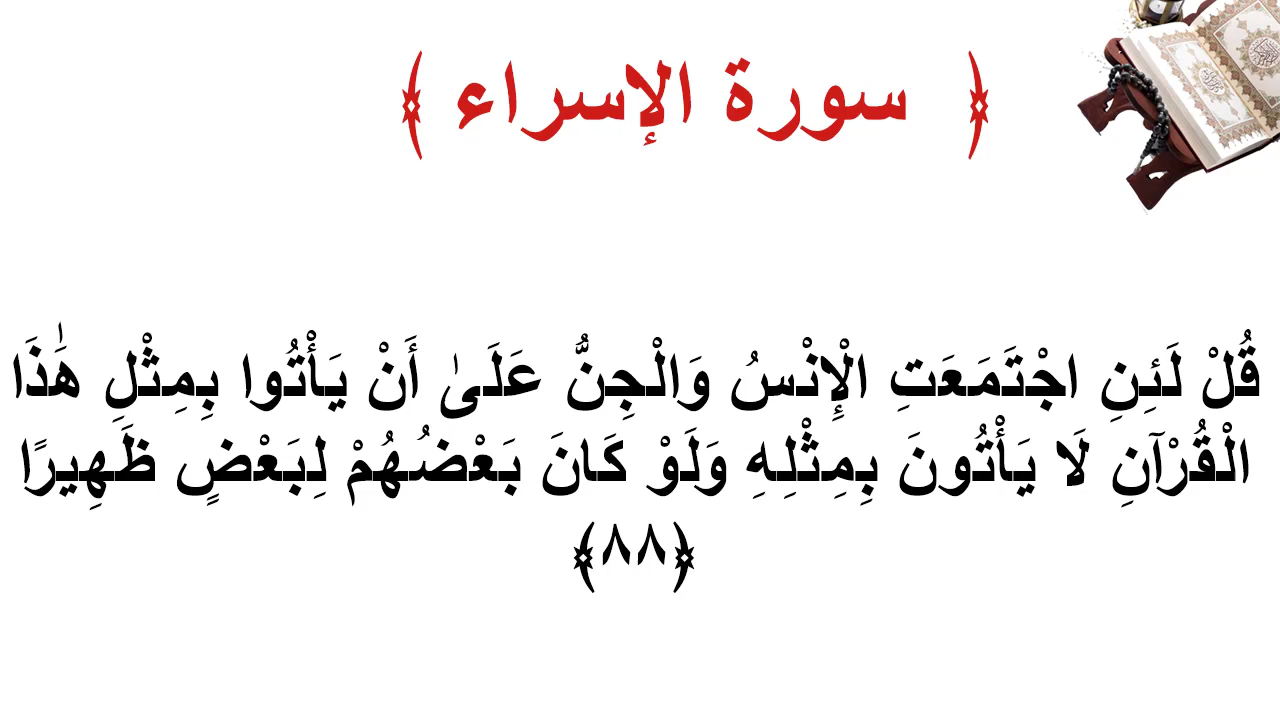 ﴿ سورة الإسراء ﴾
قُلْ لَئِنِ اجْتَمَعَتِ الْإِنْسُ وَالْجِنُّ عَلَىٰ أَنْ يَأْتُوا بِمِثْلِ هَٰذَا
الْقُرْآنِ لَا يَأْتُونَ بِمِثْلِهِ وَلَوْ كَانَ بَعْضُهُمْ لِبَعْضٍ ظَهِيرًا
﴿٨٨﴾